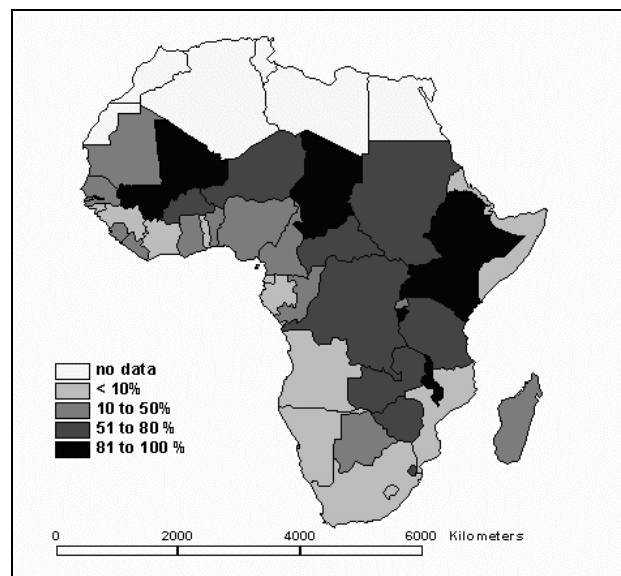 no data
< 10%
10 to 50%
51 to 80 %
81 to 100 %
0 2000 4000 6000 Kilometers